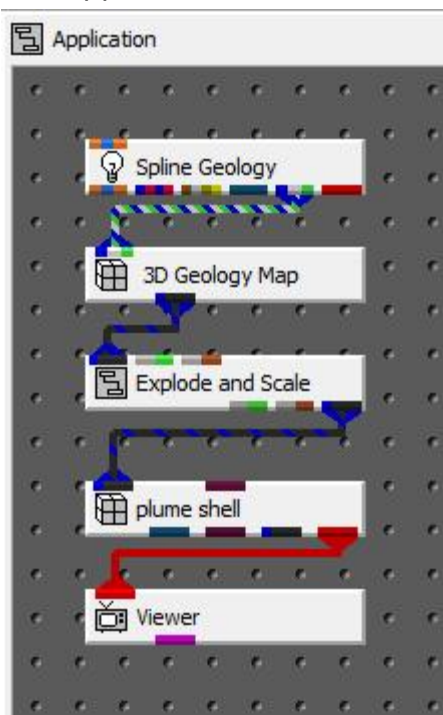 Application
Spline Geology
3D Geology Map
Explode and Scale
plume shell
Viewer